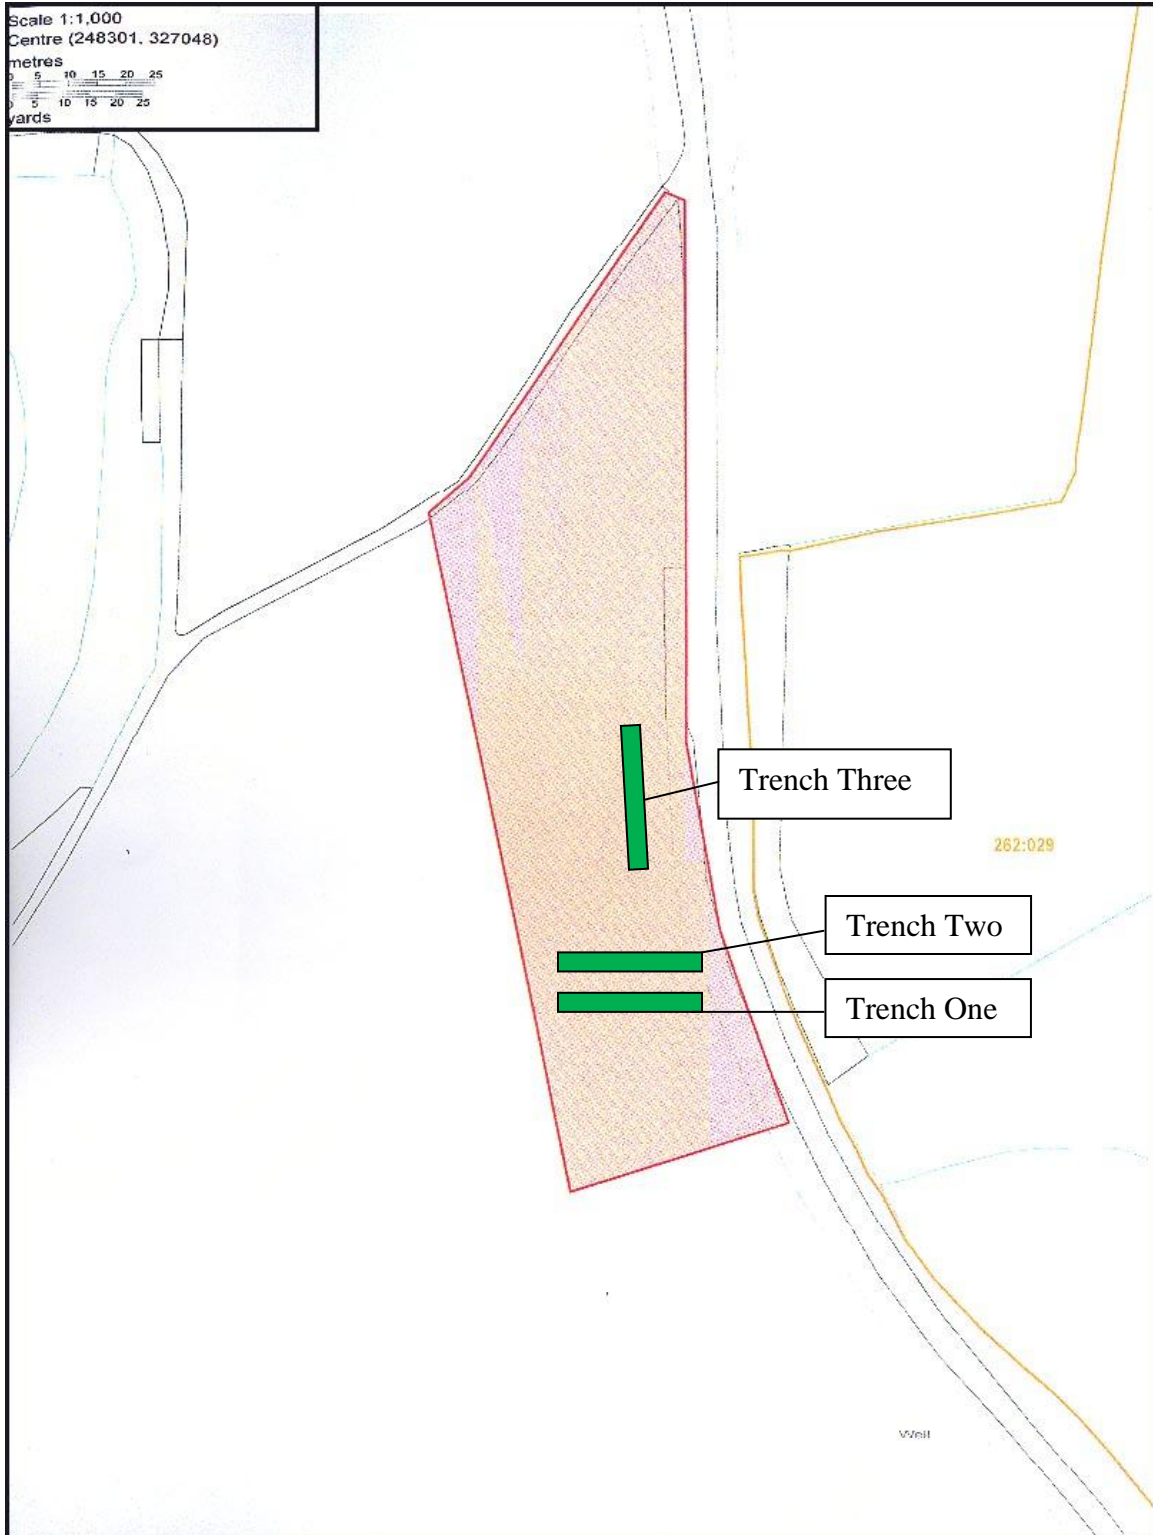 Scale 1:1,000
Centre (248301, 327048)
metres
0 5 10 15 20 25
0 5 10 15 20 25
yards
Trench Three
262:029
Trench Two
Trench One
Well